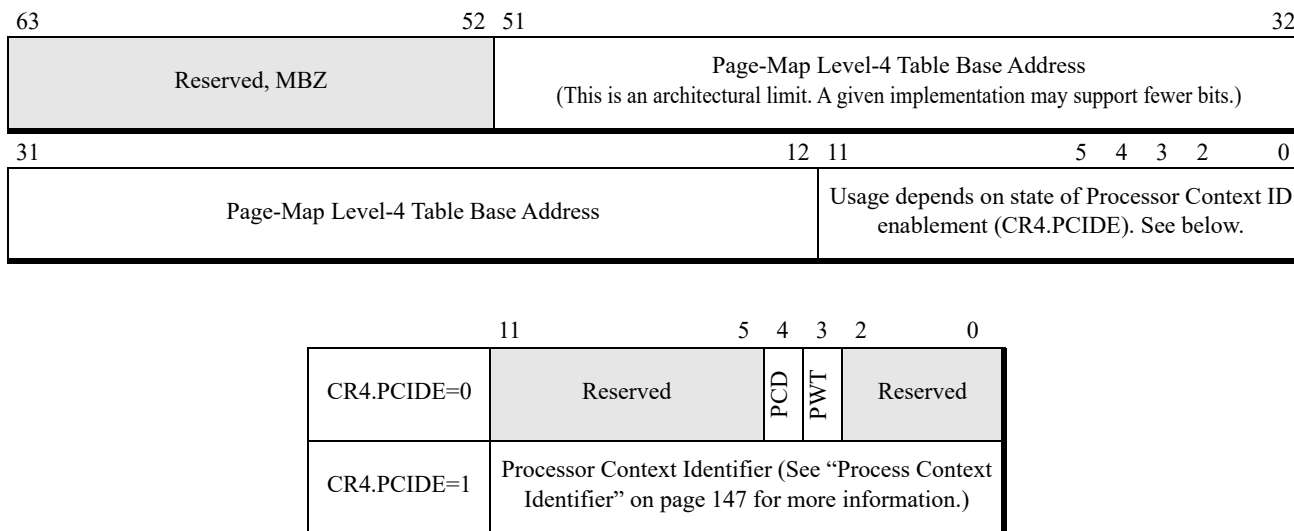 63 52 51 32
Reserved, MBZ
Page-Map Level-4 Table Base Address
(This is an architectural limit. A given implementation may support fewer bits.)
31 12 11 5 4 3 2 0
Page-Map Level-4 Table Base Address
Usage depends on state of Processor Context ID
enablement (CR4.PCIDE). See below.
11 5 4 3 2 0
CR4.PCIDE=0 Reserved PCD PWT Reserved
CR4.PCIDE=1
Processor Context Identifier (See “Process Context
Identifier” on page 147 for more information.)